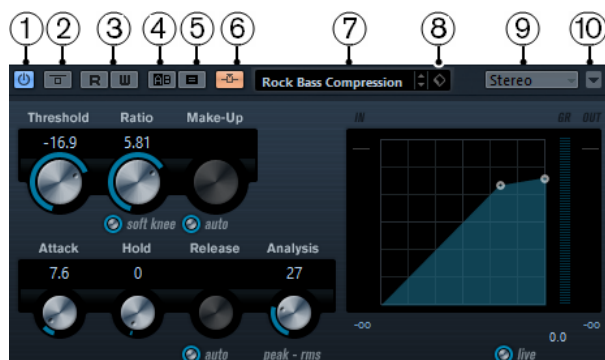 1 2 3 4 5 6 7 8 9 10
R W AB Rock Bass Compression Stereo
Threshold Ratio Make-Up IN GR OUT
-16.9 5.81
soft knee auto
Attack Hold Release Analysis
7.6 0 27
-∞ -∞
0.0
auto peak - rms live